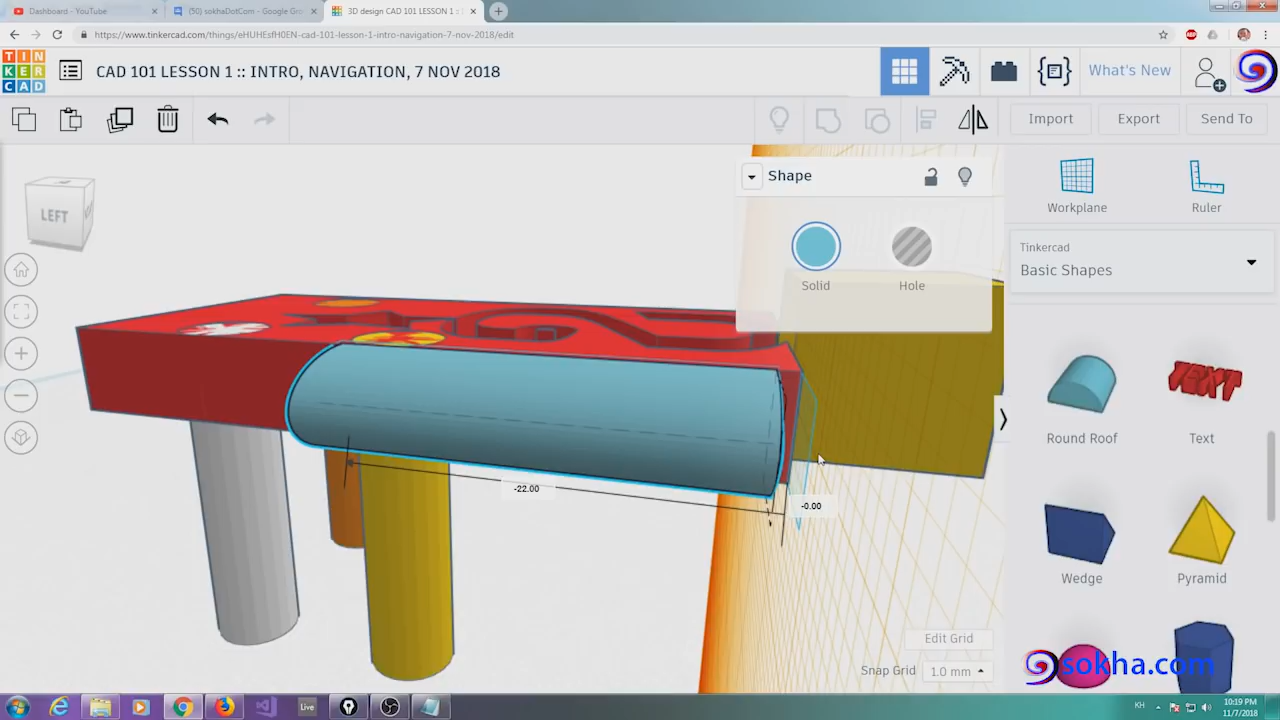 Dashboard - YouTube
(50) sokhaDotCom - Google Gro
3D design CAD 101 LESSON 1 ::
https://www.tinkercad.com/things/eHUHEsfH0EN-cad-101-lesson-1-intro-navigation-7-nov-2018/edit
TIN
KER
CAD
CAD 101 LESSON 1 :: INTRO, NAVIGATION, 7 NOV 2018
What's New
Import
Export
Send To
LEFT
Shape
Solid
Hole
Workplane
Ruler
Tinkercad
Basic Shapes
TEXT
Round Roof
Text
-22.00
-0.00
Wedge
Pyramid
Edit Grid
Snap Grid
1.0 mm
sokha.com
Live
KH
10:19 PM
11/7/2018